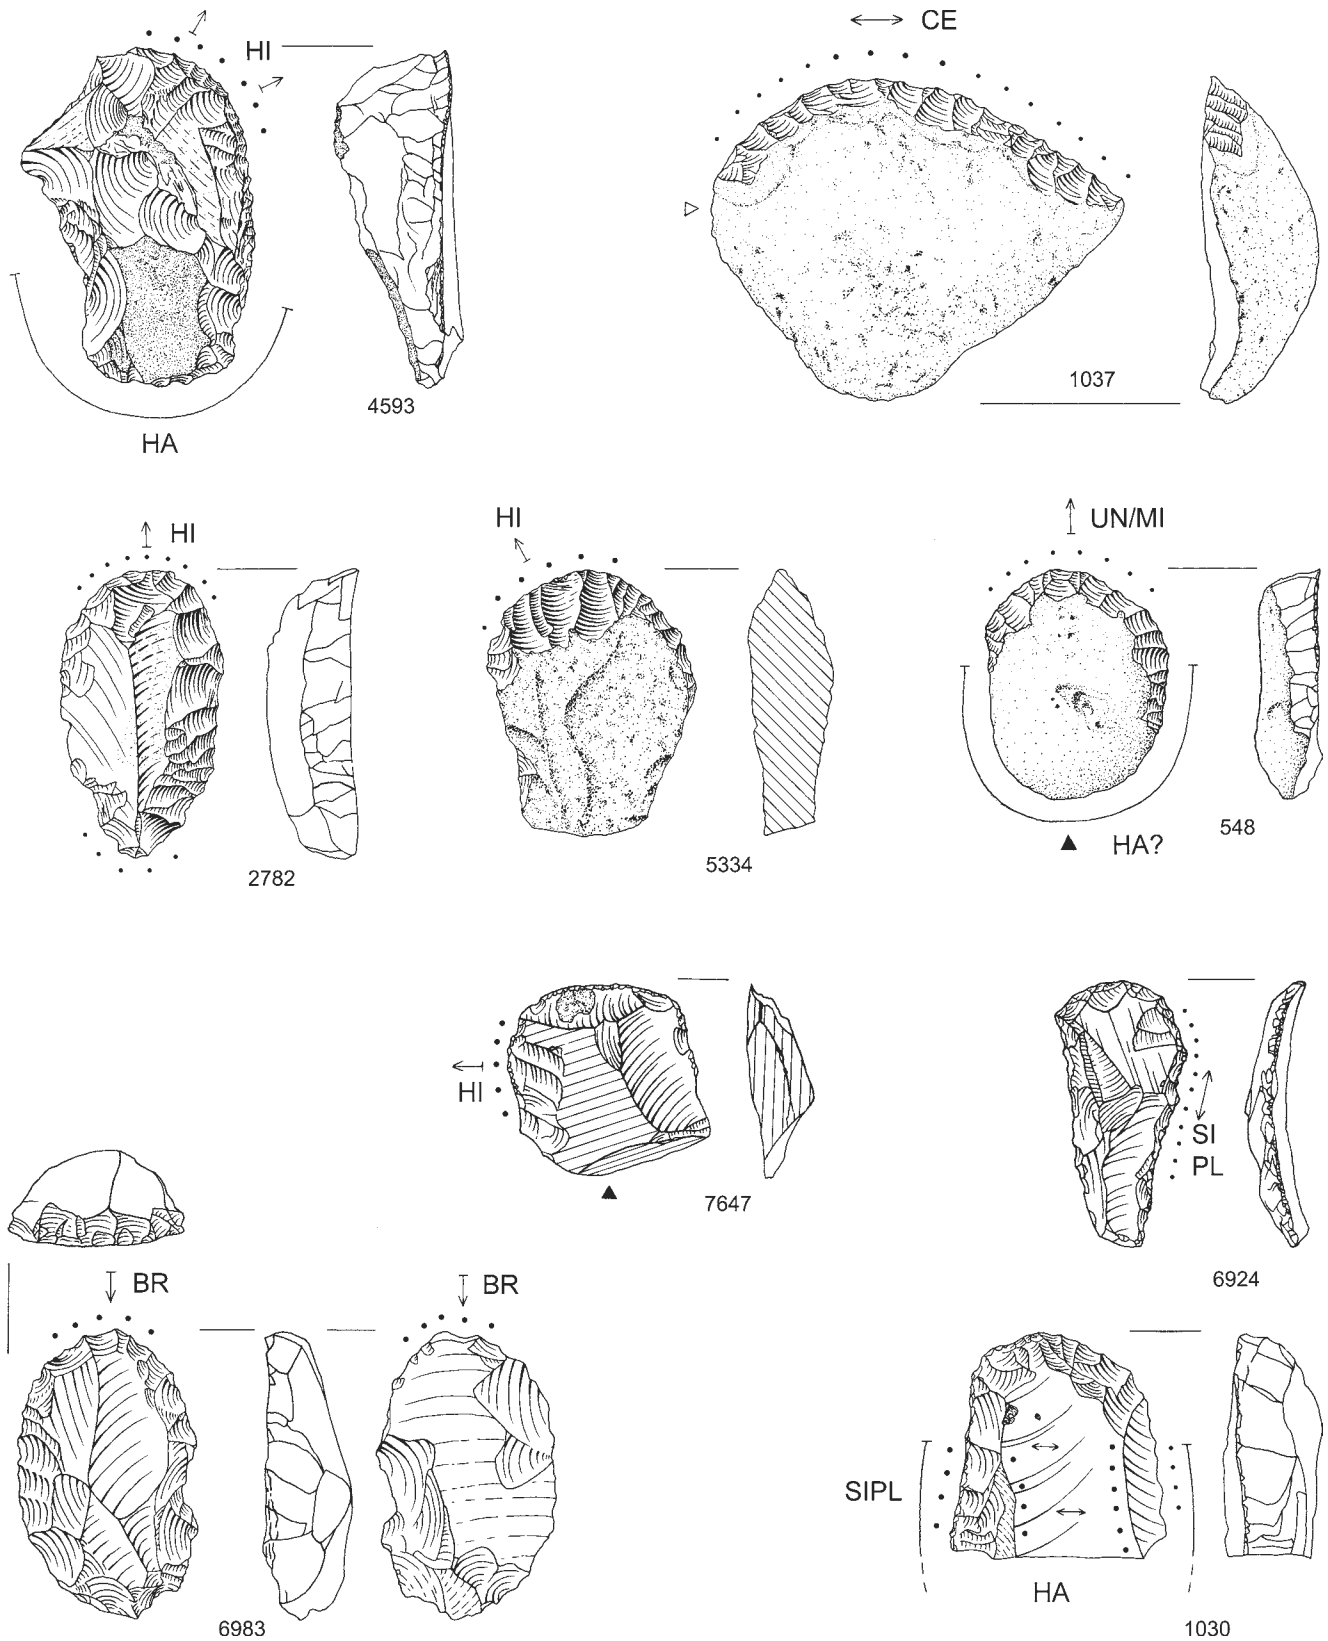 HI
CE
1037
4593
HA
HI
HI
UN/MI
2782
5334
548
HA?
HI
7647
SI
PL
6924
BR
BR
SIPL
HA
6983
1030